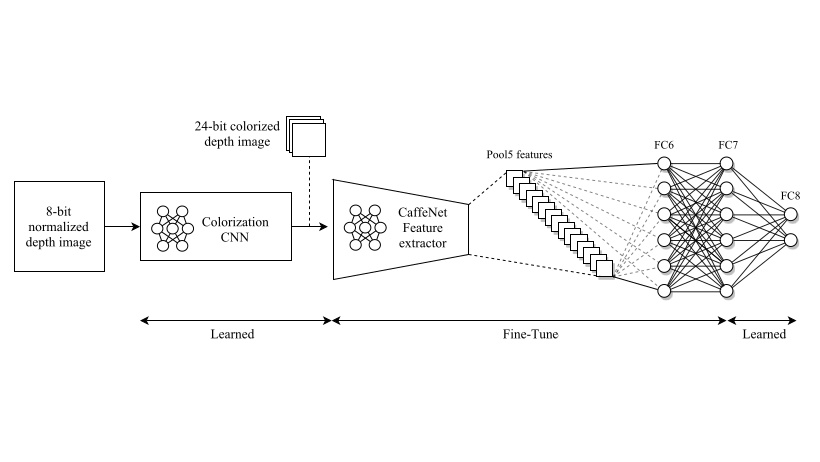 24-bit colorized
depth image
8-bit
normalized
depth image
Colorization
CNN
CaffeNet
Feature
extractor
Pool5 features
FC6
FC7
FC8
Learned
Fine-Tune
Learned